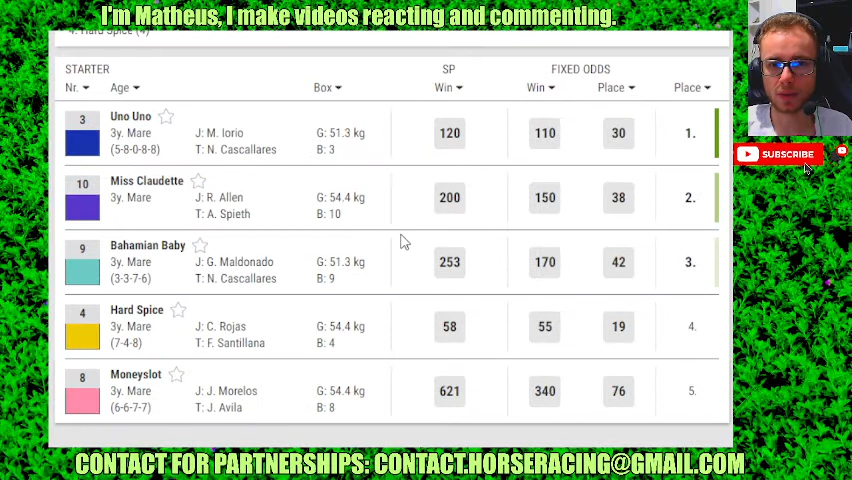 I'm Matheus, I make videos reacting and commenting.
4. Hard Spice (4)
STARTER SP FIXED ODDS
Nr. Age Box Win Win Place Place
3 Uno Uno
3y. Mare J: M. Iorio G: 51.3 kg 120 110 30 1.
(5-8-0-8-8) T: N. Cascallares B: 3
10 Miss Claudette
3y. Mare J: R. Allen G: 54.4 kg 200 150 38 2.
T: A. Spieth B: 10
9 Bahamian Baby
3y. Mare J: G. Maldonado G: 51.3 kg 253 170 42 3.
(3-3-7-6) T: N. Cascallares B: 9
4 Hard Spice
3y. Mare J: C. Rojas G: 54.4 kg 58 55 19 4.
(7-4-8) T: F. Santillana B: 4
8 Moneyslot
3y. Mare J: J. Morelos G: 54.4 kg 621 340 76 5.
(6-6-7-7) T: J. Avila B: 8
SUBSCRIBE
CONTACT FOR PARTNERSHIPS: CONTACT.HORSERACING@GMAIL.COM